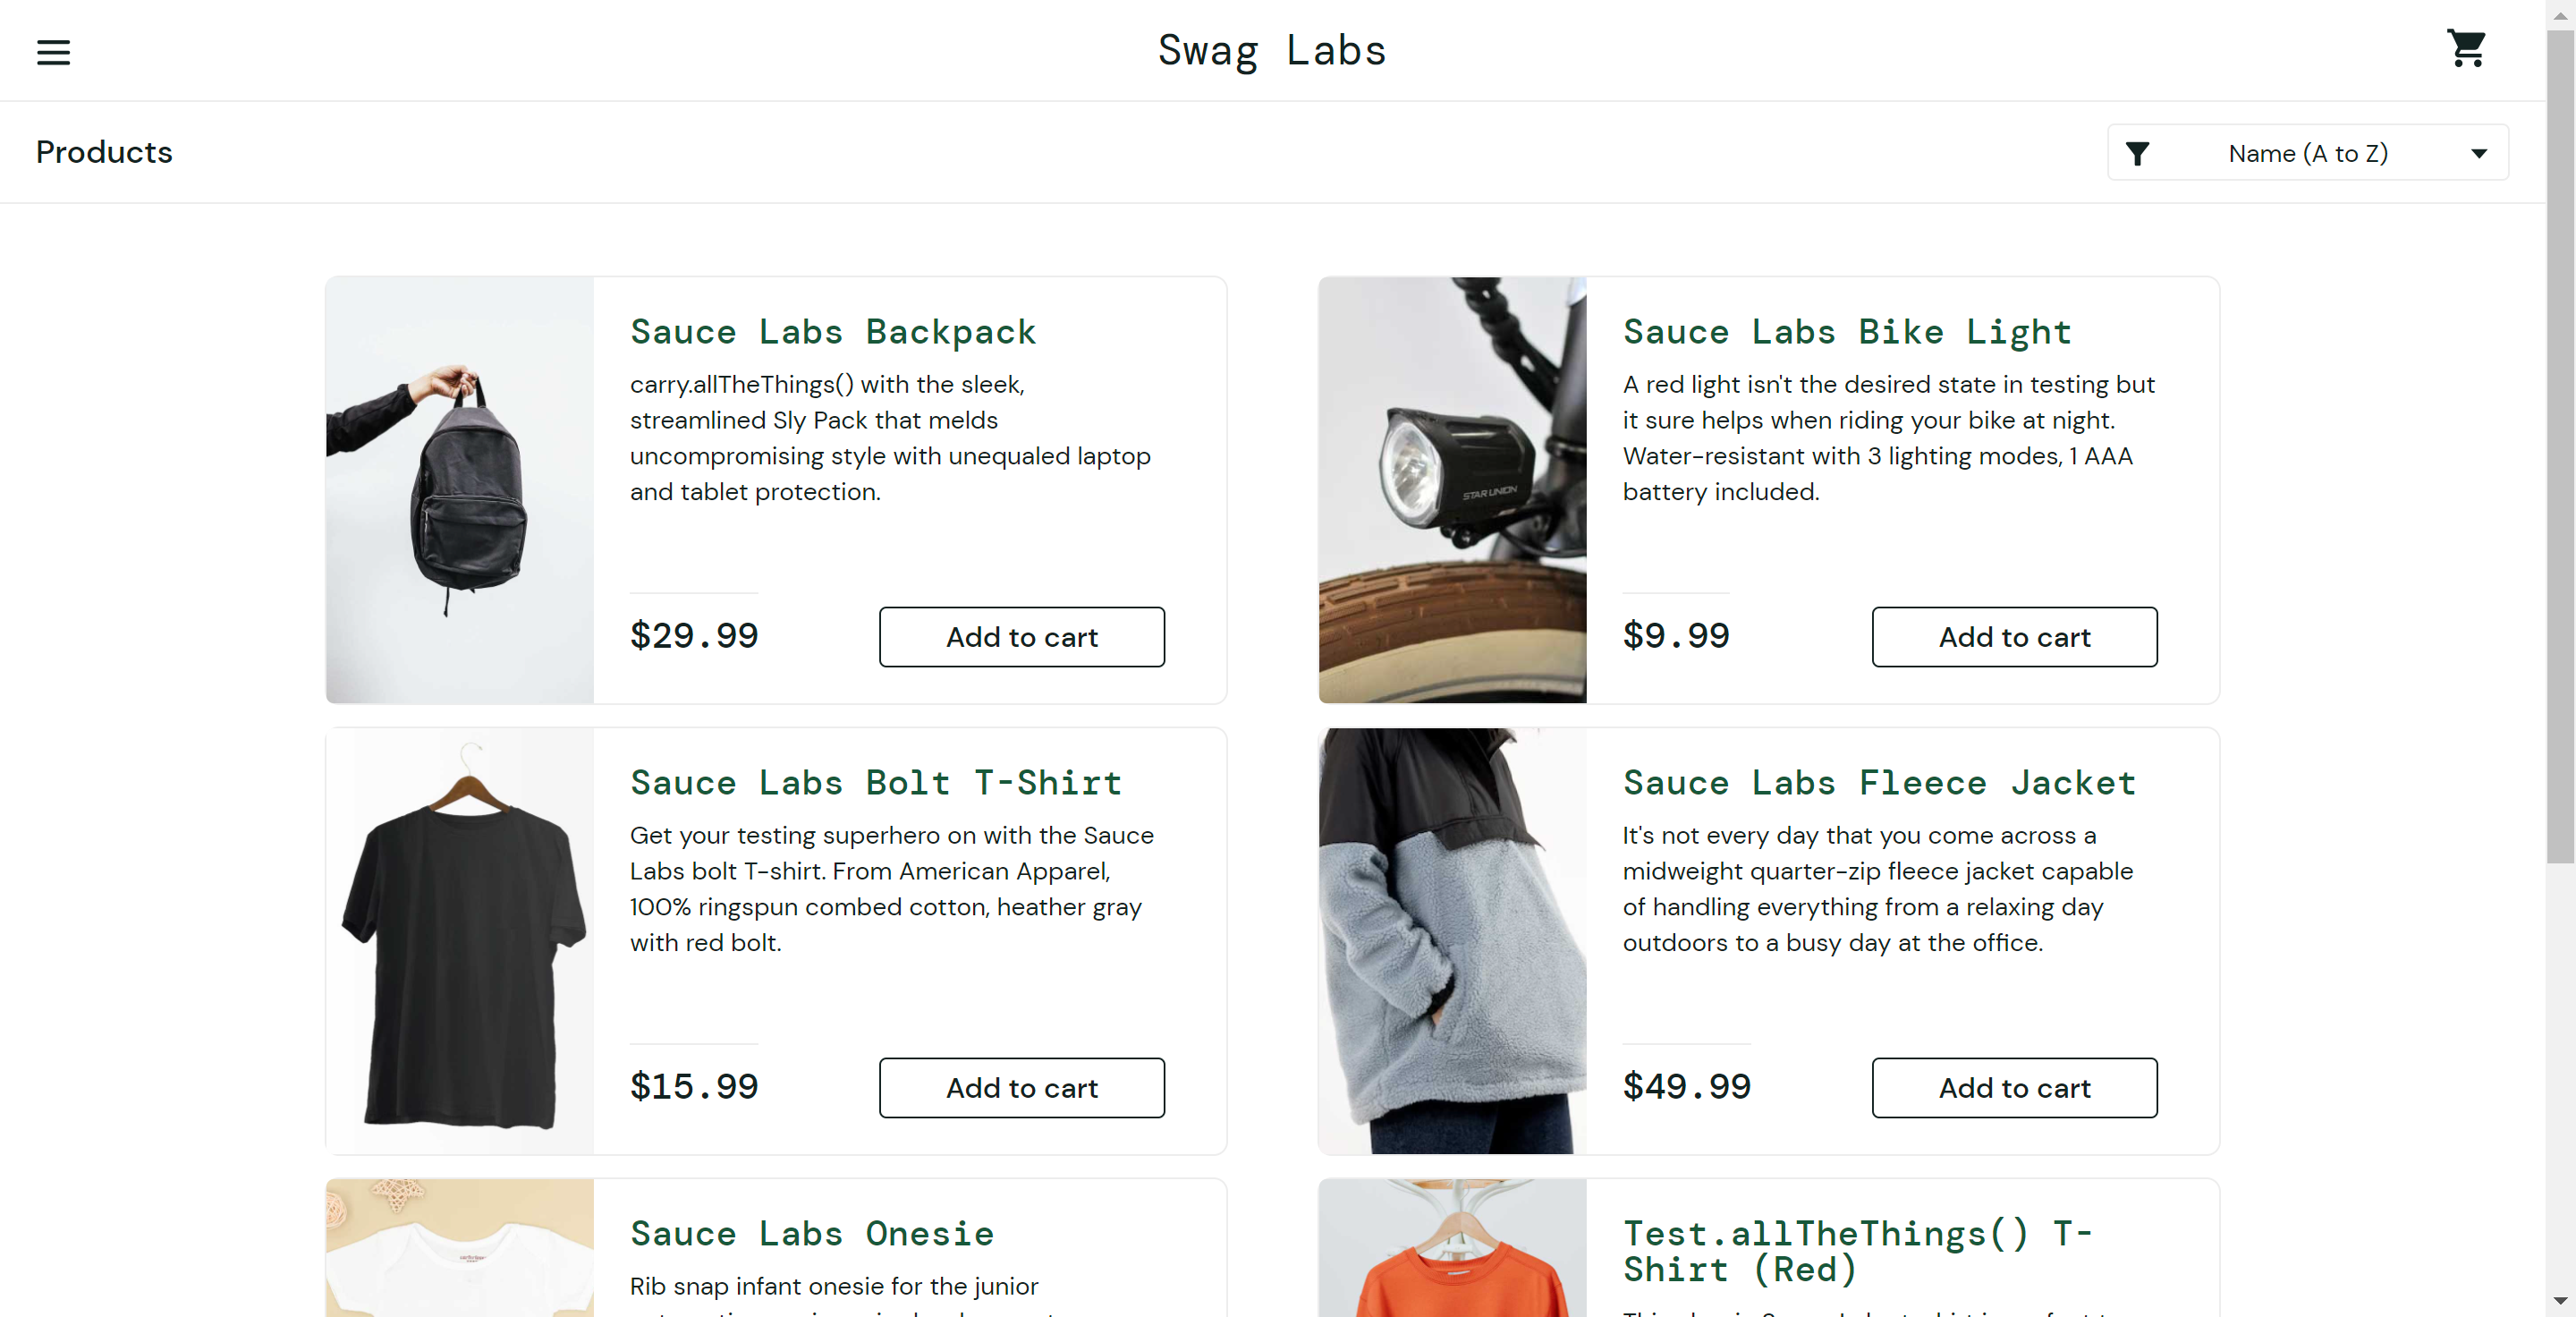 Swag Labs
Products
Name (A to Z)
Sauce Labs Backpack
carry.allTheThings() with the sleek,
streamlined Sly Pack that melds
uncompromising style with unequaled laptop
and tablet protection.
$29.99
Add to cart
STAR UNION
Sauce Labs Bike Light
A red light isn't the desired state in testing but
it sure helps when riding your bike at night.
Water-resistant with 3 lighting modes, 1 AAA
battery included.
$9.99
Add to cart
Sauce Labs Bolt T-Shirt
Get your testing superhero on with the Sauce
Labs bolt T-shirt. From American Apparel,
100% ringspun combed cotton, heather gray
with red bolt.
$15.99
Add to cart
Sauce Labs Fleece Jacket
It's not every day that you come across a
midweight quarter-zip fleece jacket capable
of handling everything from a relaxing day
outdoors to a busy day at the office.
$49.99
Add to cart
Sauce Labs Onesie
Rib snap infant onesie for the junior
Test.allTheThings() T-
Shirt (Red)